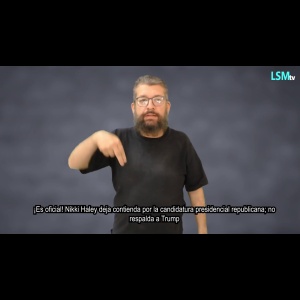 LSMtv
¡Es oficial! Nikki Haley deja contienda por la candidatura presidencial republicana; no
respalda a Trump